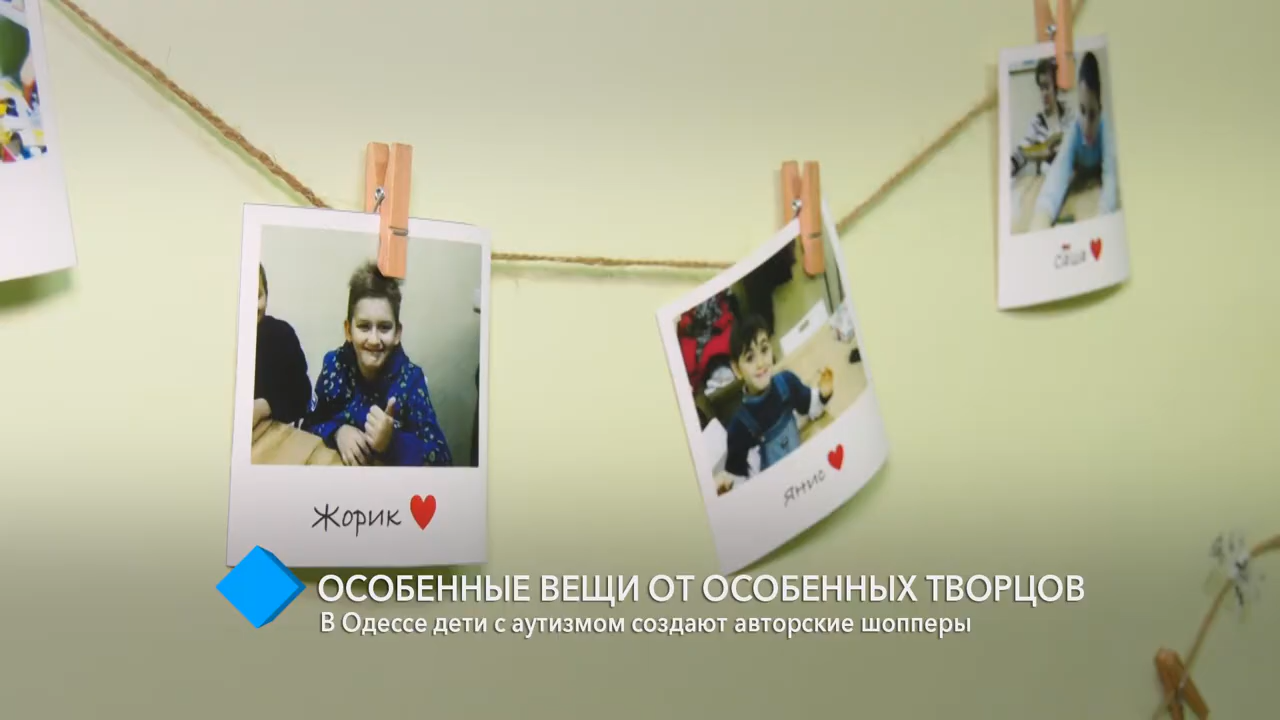 саша
Янис
Жорик
ОСОБЕННЫЕ ВЕЩИ ОТ ОСОБЕННЫХ ТВОРЦОВ
В Одессе дети с аутизмом создают авторские шопперы